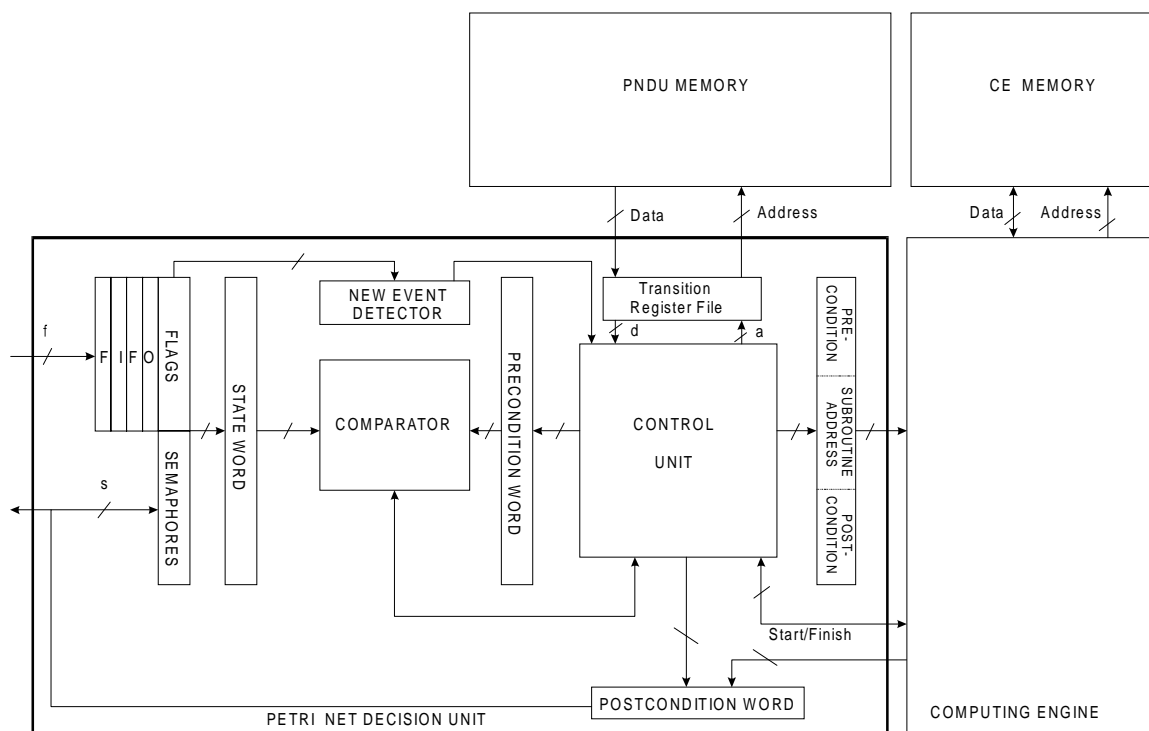 PNDU MEMORY
CE MEMORY
Data
Address
Data
Address
NEW EVENT
DETECTOR
Transition
Register File
d
a
f
F I F O
FLAGS
SEMAPHORES
s
STATE WORD
COMPARATOR
PRECONDITION WORD
CONTROL
UNIT
PRE-
CONDITION
SUBROUTINE
ADDRESS
POST-
CONDITION
Start/Finish
POSTCONDITION WORD
PETRI NET DECISION UNIT
COMPUTING ENGINE